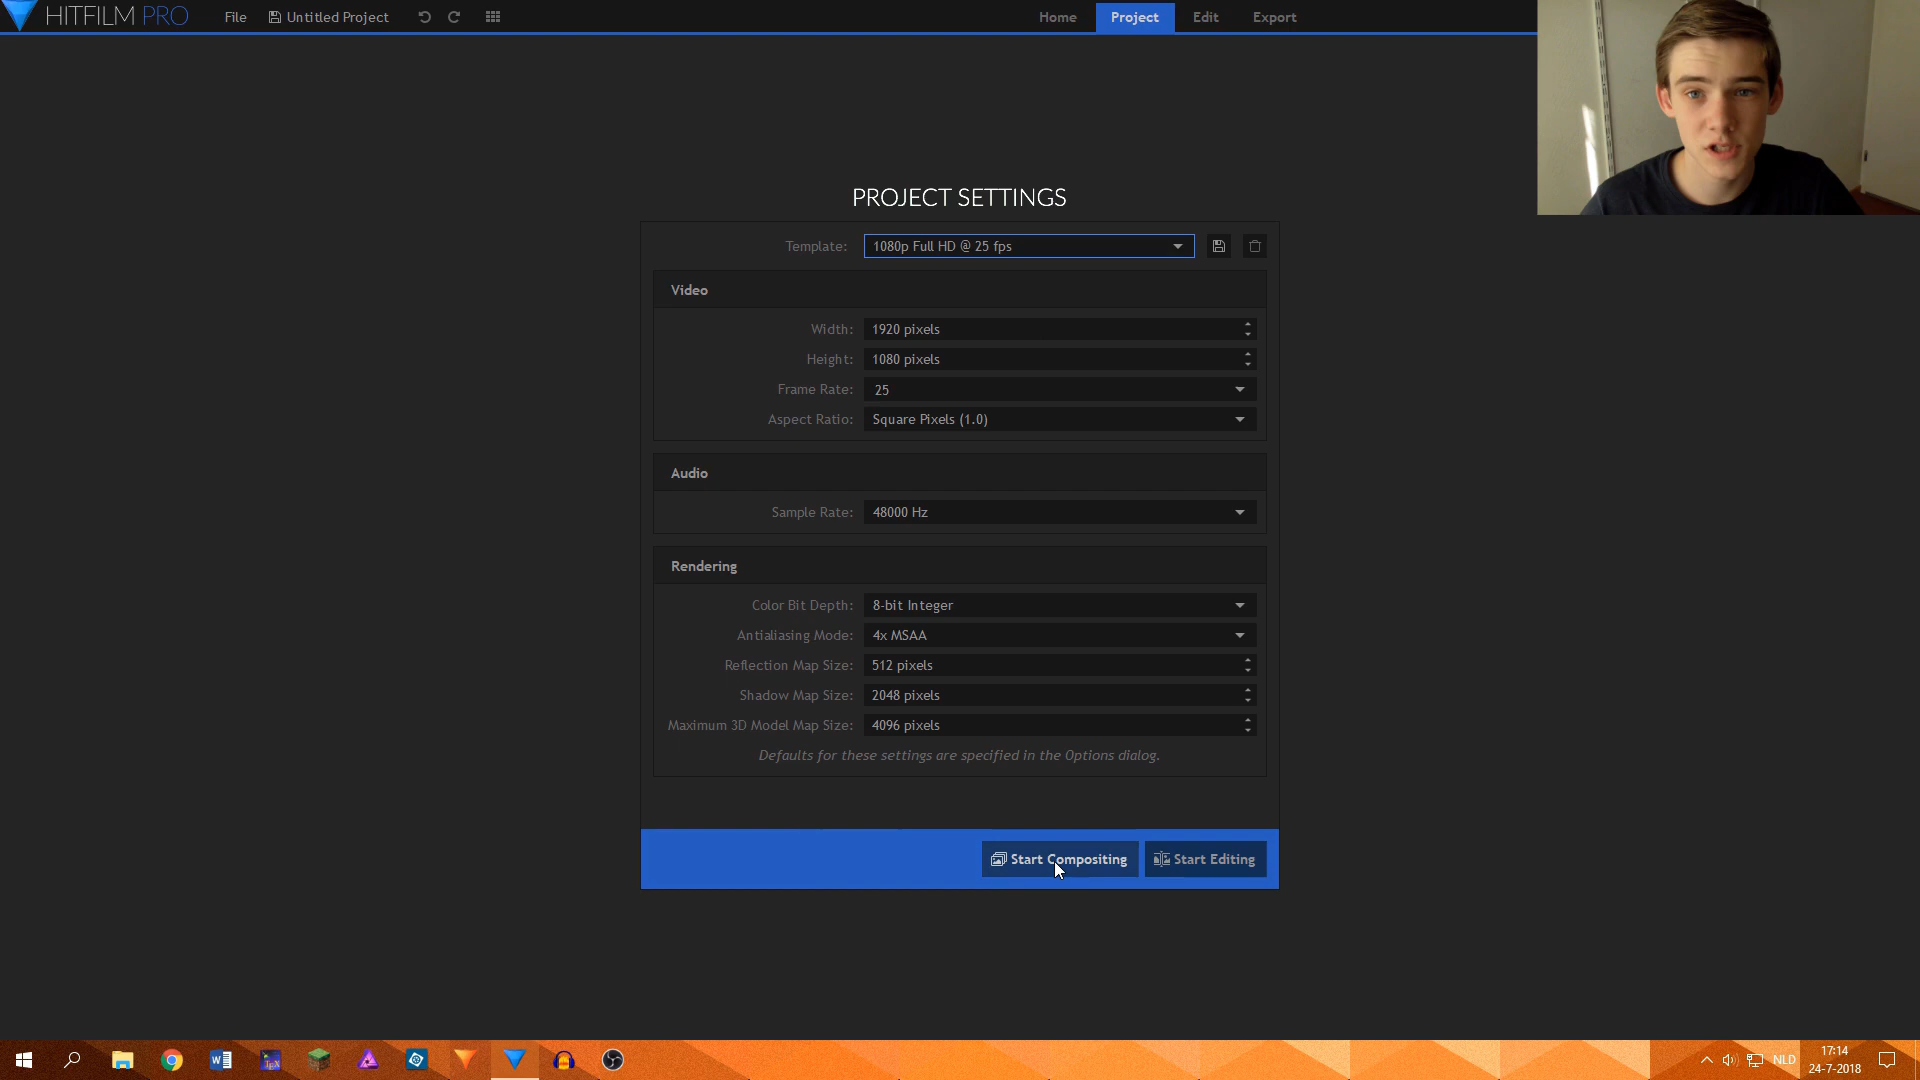 HITFILM PRO
File
Untitled Project
Home
Project
Edit
Export
PROJECT SETTINGS
Template: 1080p Full HD @ 25 fps
Video
Width: 1920 pixels
Height: 1080 pixels
Frame Rate: 25
Aspect Ratio: Square Pixels (1.0)
Audio
Sample Rate: 48000 Hz
Rendering
Color Bit Depth: 8-bit Integer
Antialiasing Mode: 4x MSAA
Reflection Map Size: 512 pixels
Shadow Map Size: 2048 pixels
Maximum 3D Model Map Size: 4096 pixels
Defaults for these settings are specified in the Options dialog.
Start Compositing
Start Editing
NLD
17:14
24-7-2018